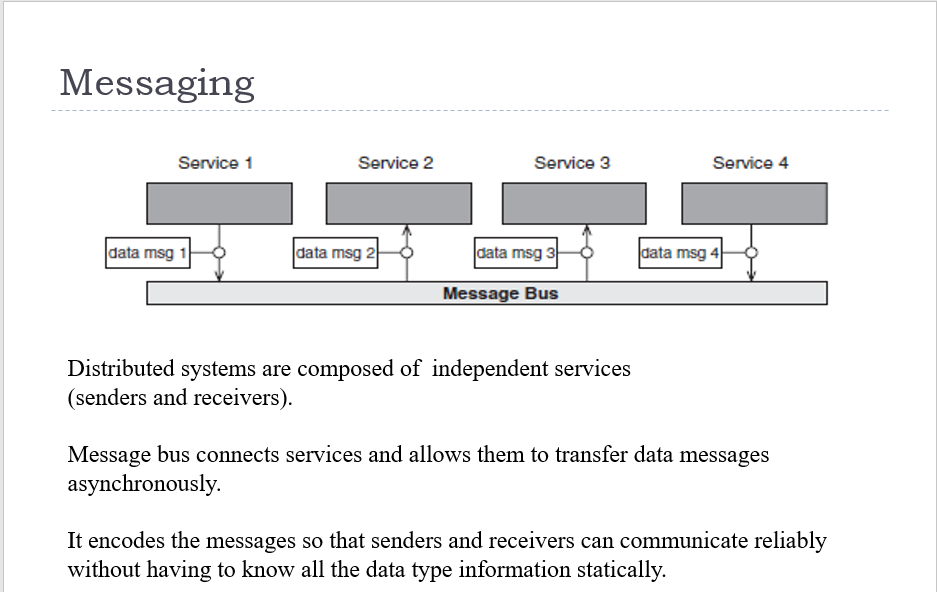 Messaging
Service 1 Service 2 Service 3 Service 4
data msg 1 data msg 2 data msg 3 data msg 4
Message Bus
Distributed systems are composed of independent services
(senders and receivers).
Message bus connects services and allows them to transfer data messages
asynchronously.
It encodes the messages so that senders and receivers can communicate reliably
without having to know all the data type information statically.